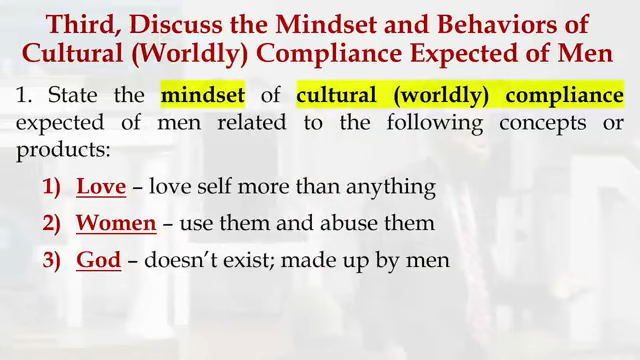 Third, Discuss the Mindset and Behaviors of
Cultural (Worldly) Compliance Expected of Men
1. State the mindset of cultural (worldly) compliance
expected of men related to the following concepts or
products:
1) Love – love self more than anything
2) Women – use them and abuse them
3) God – doesn’t exist; made up by men